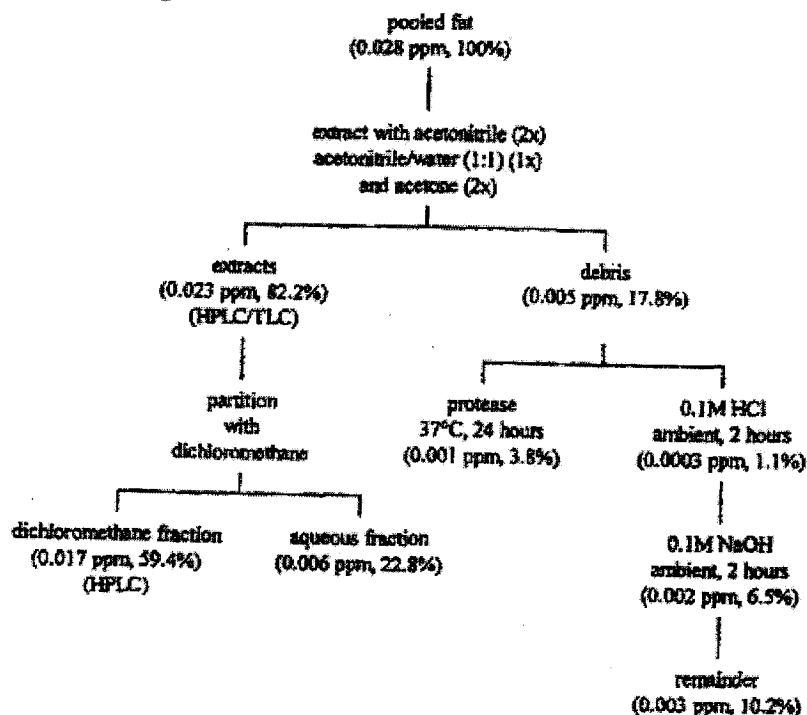 pooled fat
(0.028 ppm, 100%)
extract with acetonitrile (2x)
acetonitrile/water (1:1) (1x)
and acetone (2x)
extracts
(0.023 ppm, 82.2%)
(HPLC/TLC)
debris
(0.005 ppm, 17.8%)
partition
with
dichloromethane
protease
37°C, 24 hours
(0.001 ppm, 3.8%)
0.1M HCl
ambient, 2 hours
(0.0003 ppm, 1.1%)
dichloromethane fraction
(0.017 ppm, 59.4%)
(HPLC)
aqueous fraction
(0.006 ppm, 22.8%)
0.1M NaOH
ambient, 2 hours
(0.002 ppm, 6.5%)
remainder
(0.003 ppm, 10.2%)